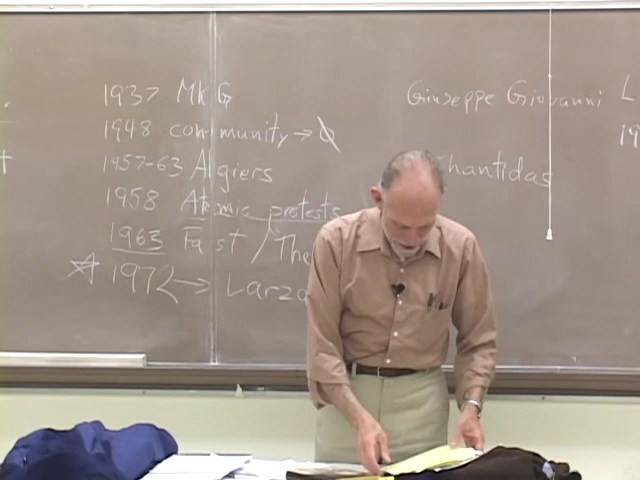 1937 MKG
1948 community →
1957-63 Algiers
1958 Atomic protests
1963 Fast / The
1972 → Larza
Giuseppe Giovanni L
19
hantidas
t